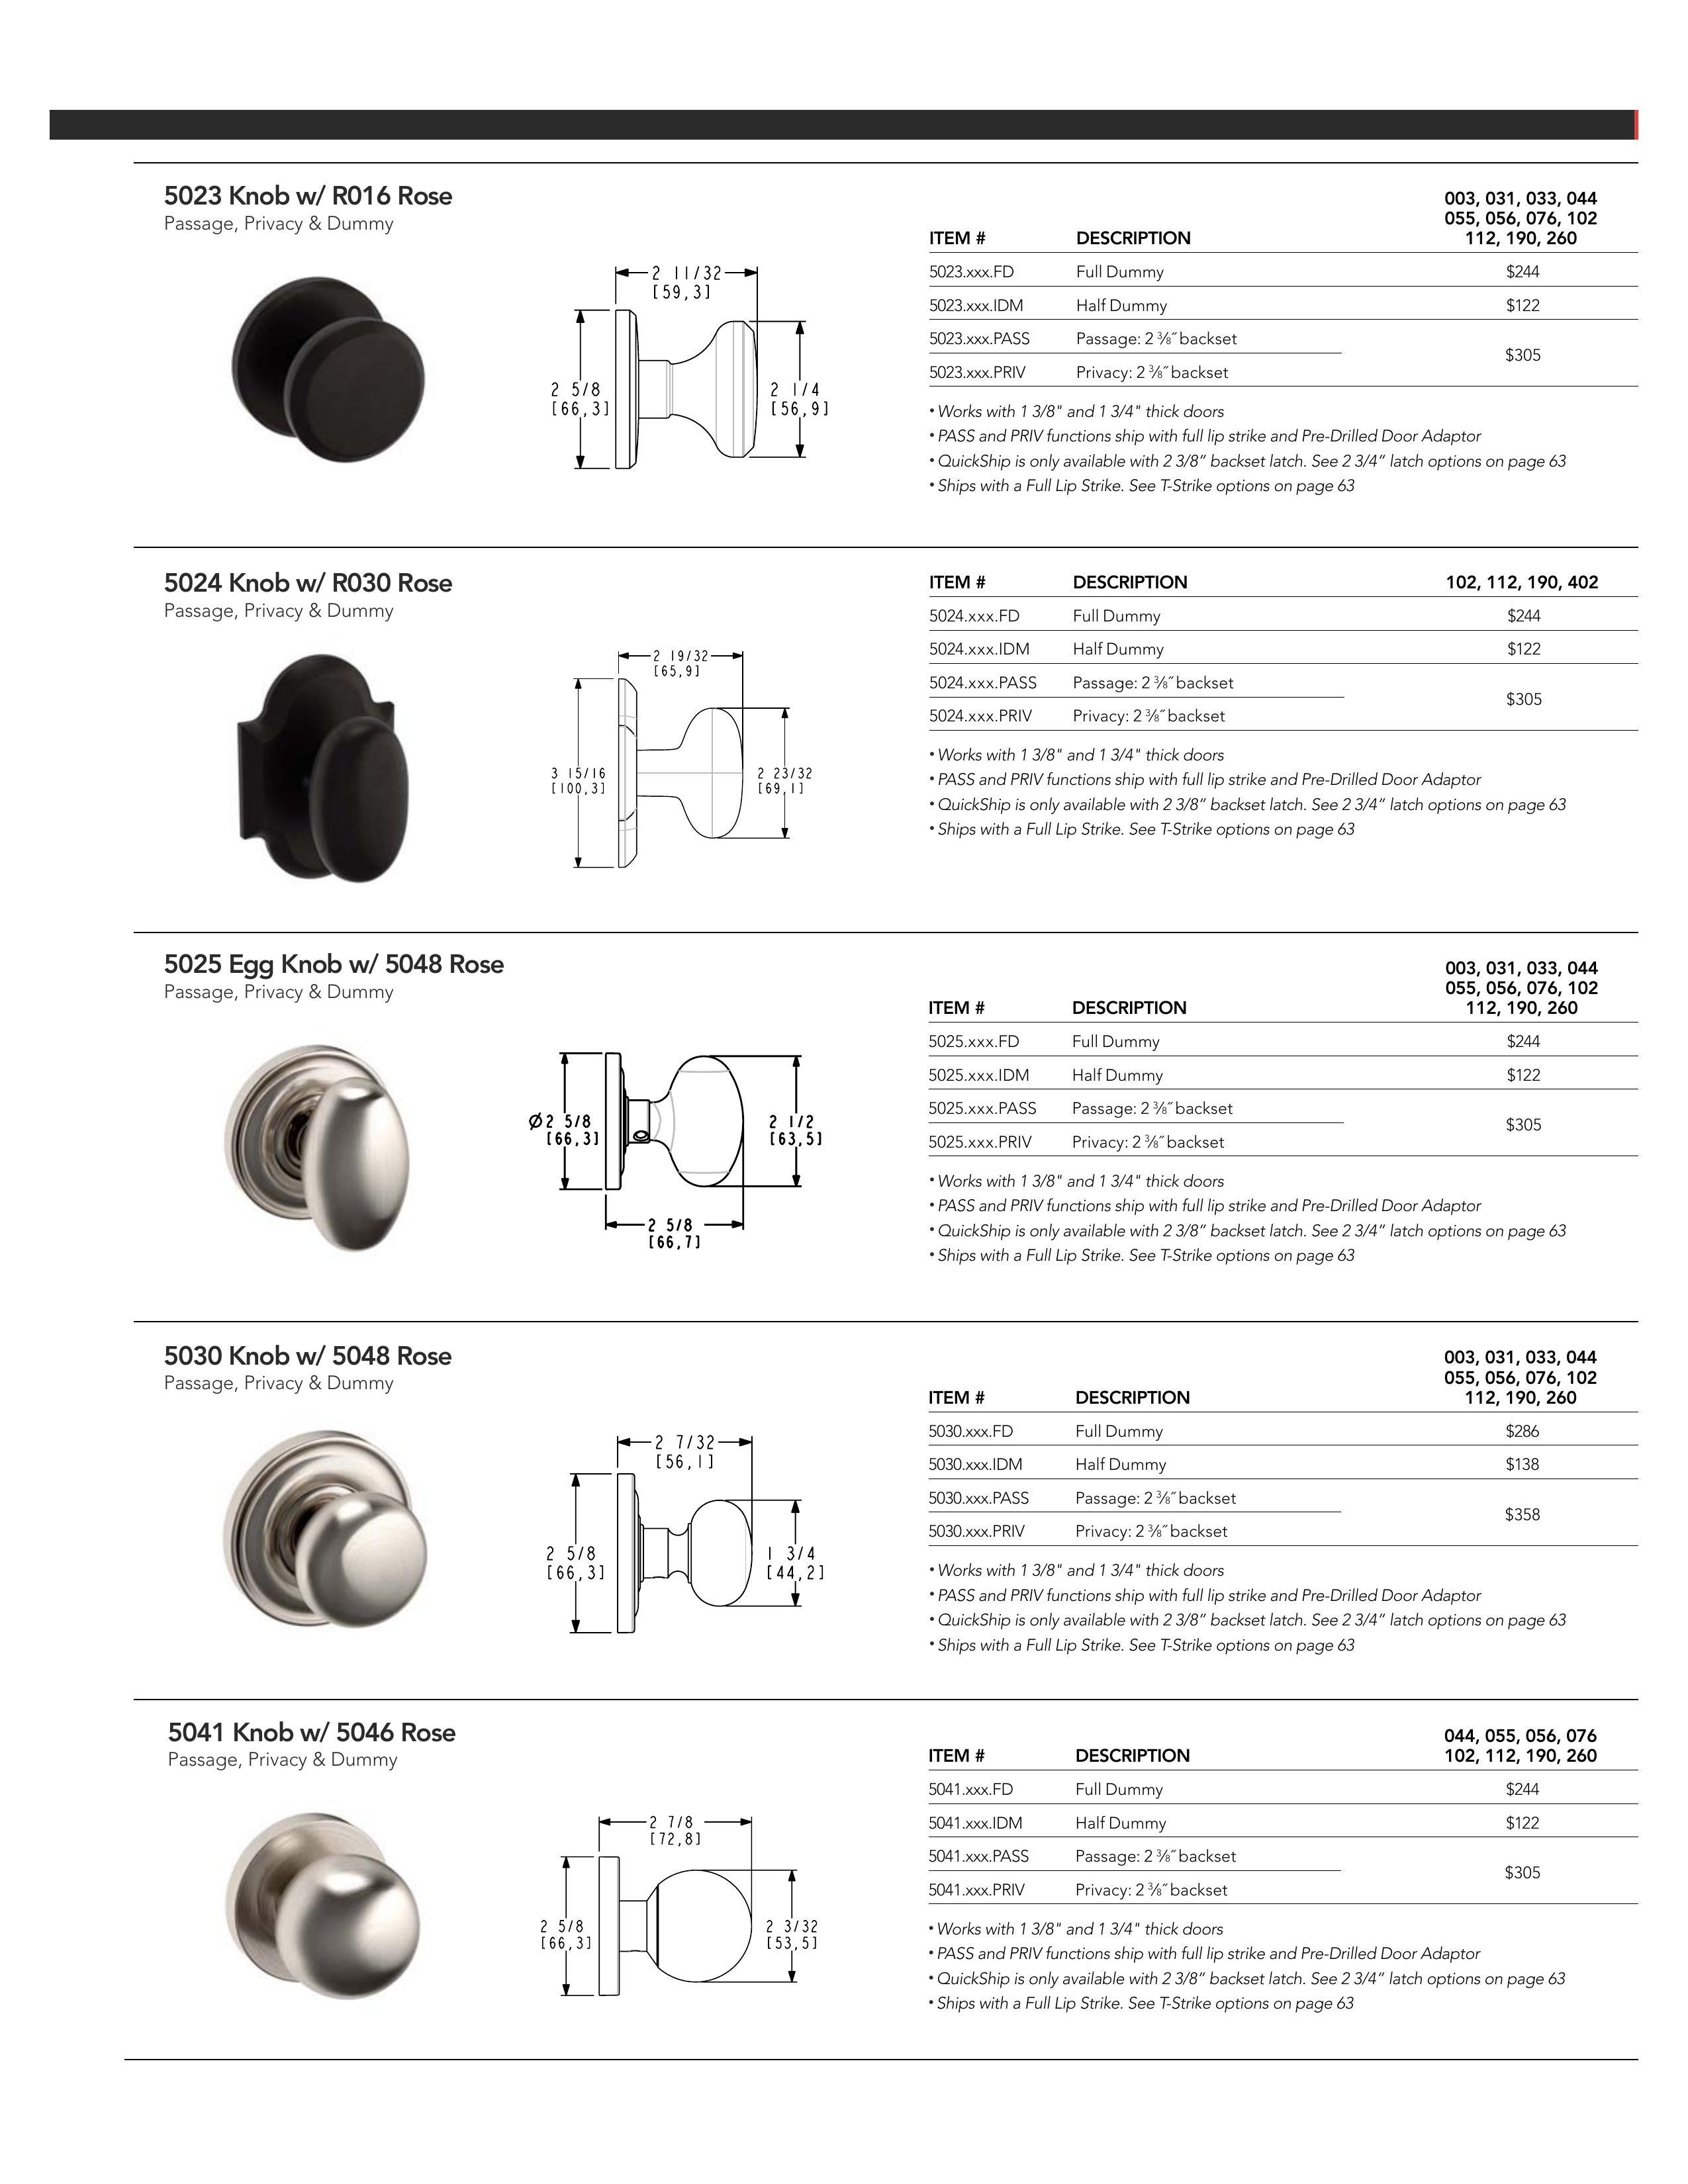 5023 Knob w/ R016 Rose
Passage, Privacy & Dummy
2 11/32
[59,3]
2 5/8
[66,3]
2 1/4
[56,9]
003, 031, 033, 044
055, 056, 076, 102
ITEM # DESCRIPTION 112, 190, 260
5023.xxx.FD Full Dummy $244
5023.xxx.IDM Half Dummy $122
5023.xxx.PASS Passage: 2 ⅜˝ backset
$305
5023.xxx.PRIV Privacy: 2 ⅜˝ backset
• Works with 1 3/8" and 1 3/4" thick doors
• PASS and PRIV functions ship with full lip strike and Pre-Drilled Door Adaptor
• QuickShip is only available with 2 3/8” backset latch. See 2 3/4” latch options on page 63
• Ships with a Full Lip Strike. See T-Strike options on page 63
5024 Knob w/ R030 Rose
Passage, Privacy & Dummy
2 19/32
[65,9]
3 15/16
[100,3]
2 23/32
[69,1]
ITEM # DESCRIPTION 102, 112, 190, 402
5024.xxx.FD Full Dummy $244
5024.xxx.IDM Half Dummy $122
5024.xxx.PASS Passage: 2 ⅜˝ backset
$305
5024.xxx.PRIV Privacy: 2 ⅜˝ backset
• Works with 1 3/8" and 1 3/4" thick doors
• PASS and PRIV functions ship with full lip strike and Pre-Drilled Door Adaptor
• QuickShip is only available with 2 3/8” backset latch. See 2 3/4” latch options on page 63
• Ships with a Full Lip Strike. See T-Strike options on page 63
5025 Egg Knob w/ 5048 Rose
Passage, Privacy & Dummy
Ø2 5/8
[66,3]
2 1/2
[63,5]
2 5/8
[66,7]
003, 031, 033, 044
055, 056, 076, 102
ITEM # DESCRIPTION 112, 190, 260
5025.xxx.FD Full Dummy $244
5025.xxx.IDM Half Dummy $122
5025.xxx.PASS Passage: 2 ⅜˝ backset
$305
5025.xxx.PRIV Privacy: 2 ⅜˝ backset
• Works with 1 3/8" and 1 3/4" thick doors
• PASS and PRIV functions ship with full lip strike and Pre-Drilled Door Adaptor
• QuickShip is only available with 2 3/8” backset latch. See 2 3/4” latch options on page 63
• Ships with a Full Lip Strike. See T-Strike options on page 63
5030 Knob w/ 5048 Rose
Passage, Privacy & Dummy
2 7/32
[56,1]
2 5/8
[66,3]
1 3/4
[44,2]
003, 031, 033, 044
055, 056, 076, 102
ITEM # DESCRIPTION 112, 190, 260
5030.xxx.FD Full Dummy $286
5030.xxx.IDM Half Dummy $138
5030.xxx.PASS Passage: 2 ⅜˝ backset
$358
5030.xxx.PRIV Privacy: 2 ⅜˝ backset
• Works with 1 3/8" and 1 3/4" thick doors
• PASS and PRIV functions ship with full lip strike and Pre-Drilled Door Adaptor
• QuickShip is only available with 2 3/8” backset latch. See 2 3/4” latch options on page 63
• Ships with a Full Lip Strike. See T-Strike options on page 63
5041 Knob w/ 5046 Rose
Passage, Privacy & Dummy
2 7/8
[72,8]
2 5/8
[66,3]
2 3/32
[53,5]
044, 055, 056, 076
ITEM # DESCRIPTION 102, 112, 190, 260
5041.xxx.FD Full Dummy $244
5041.xxx.IDM Half Dummy $122
5041.xxx.PASS Passage: 2 ⅜˝ backset
$305
5041.xxx.PRIV Privacy: 2 ⅜˝ backset
• Works with 1 3/8" and 1 3/4" thick doors
• PASS and PRIV functions ship with full lip strike and Pre-Drilled Door Adaptor
• QuickShip is only available with 2 3/8” backset latch. See 2 3/4” latch options on page 63
• Ships with a Full Lip Strike. See T-Strike options on page 63